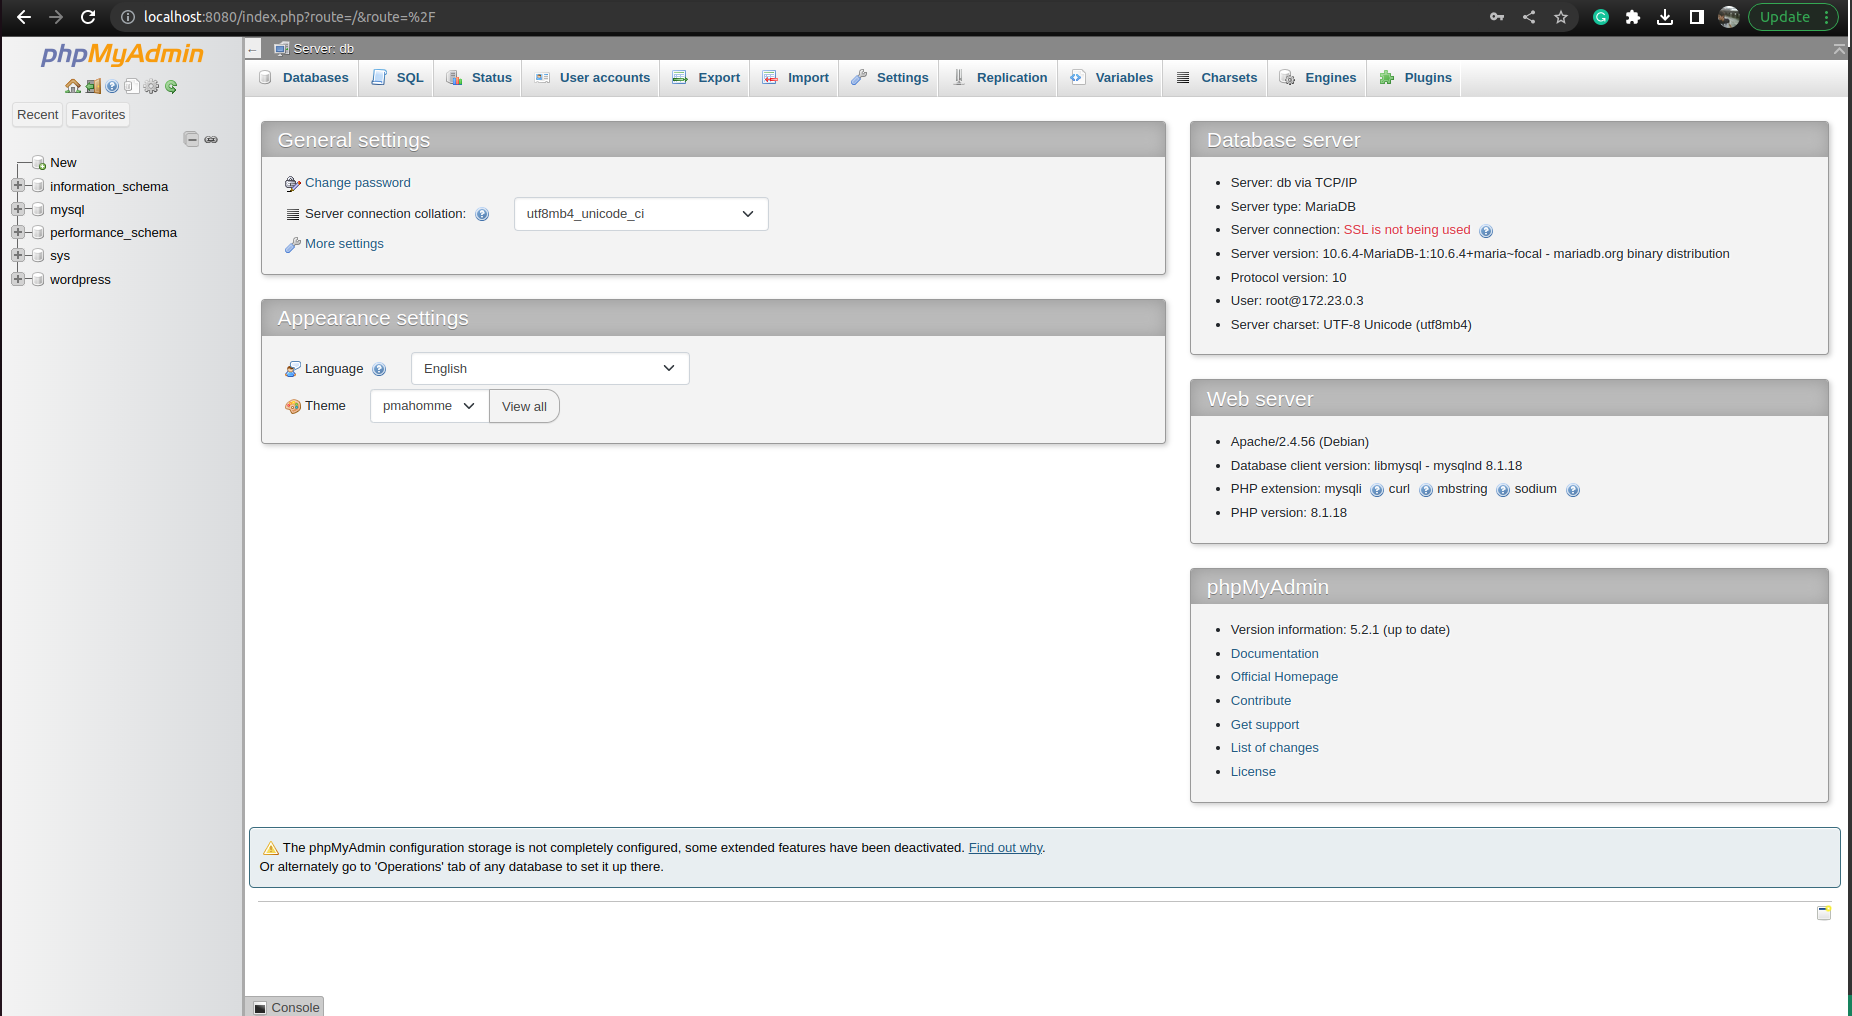 localhost:8080/index.php?route=/&route=%2F
Update
phpMyAdmin
Recent
Favorites
New
information_schema
mysql
performance_schema
sys
wordpress
Server: db
Databases
SQL
Status
User accounts
Export
Import
Settings
Replication
Variables
Charsets
Engines
Plugins
General settings
Change password
Server connection collation:
utf8mb4_unicode_ci
More settings
Appearance settings
Language
English
Theme
pmahomme
View all
Database server
Server: db via TCP/IP
Server type: MariaDB
Server connection: SSL is not being used
Server version: 10.6.4-MariaDB-1:10.6.4+maria~focal - mariadb.org binary distribution
Protocol version: 10
User: root@172.23.0.3
Server charset: UTF-8 Unicode (utf8mb4)
Web server
Apache/2.4.56 (Debian)
Database client version: libmysql - mysqlnd 8.1.18
PHP extension: mysqli curl mbstring sodium
PHP version: 8.1.18
phpMyAdmin
Version information: 5.2.1 (up to date)
Documentation
Official Homepage
Contribute
Get support
List of changes
License
The phpMyAdmin configuration storage is not completely configured, some extended features have been deactivated. Find out why.
Or alternately go to 'Operations' tab of any database to set it up there.
Console